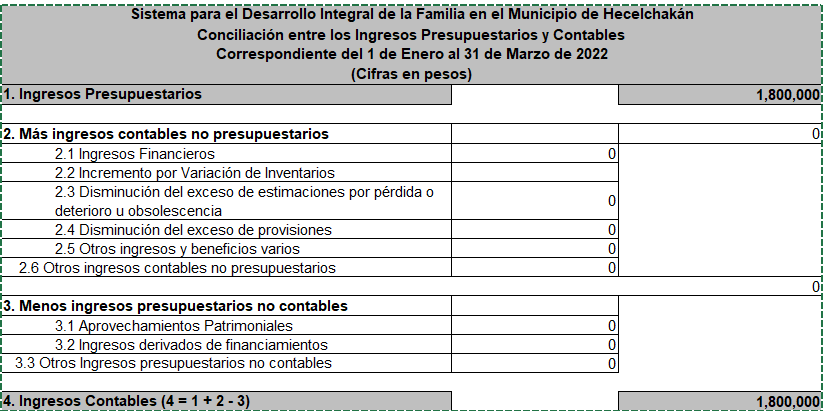 Sistema para el Desarrollo Integral de la Familia en el Municipio de Hecelchakán
Conciliación entre los Ingresos Presupuestarios y Contables
Correspondiente del 1 de Enero al 31 de Marzo de 2022
(Cifras en pesos)
1. Ingresos Presupuestarios 1,800,000
2. Más ingresos contables no presupuestarios 0
2.1 Ingresos Financieros 0
2.2 Incremento por Variación de Inventarios
2.3 Disminución del exceso de estimaciones por pérdida o
deterioro u obsolescencia 0
2.4 Disminución del exceso de provisiones 0
2.5 Otros ingresos y beneficios varios 0
2.6 Otros ingresos contables no presupuestarios 0
0
3. Menos ingresos presupuestarios no contables
3.1 Aprovechamientos Patrimoniales 0
3.2 Ingresos derivados de financiamientos 0
3.3 Otros Ingresos presupuestarios no contables 0
4. Ingresos Contables (4 = 1 + 2 - 3) 1,800,000